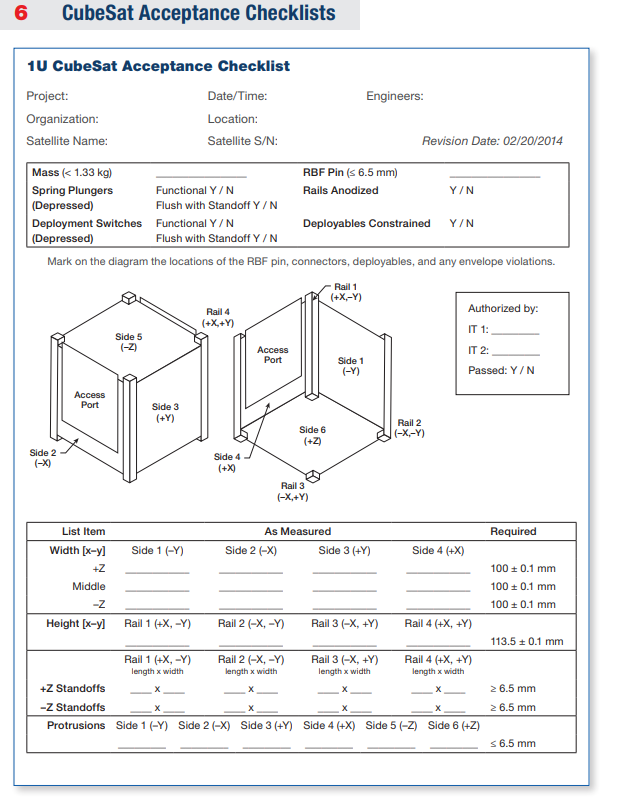 6 CubeSat Acceptance Checklists
1U CubeSat Acceptance Checklist
Project: Date/Time: Engineers:
Organization: Location:
Satellite Name: Satellite S/N: Revision Date: 02/20/2014
Mass (< 1.33 kg) RBF Pin (≤ 6.5 mm)
Spring Plungers Functional Y / N Rails Anodized Y / N
(Depressed) Flush with Standoff Y / N
Deployment Switches Functional Y / N Deployables Constrained Y / N
(Depressed) Flush with Standoff Y / N
Mark on the diagram the locations of the RBF pin, connectors, deployables, and any envelope violations.
Rail 1
(+X,–Y)
Rail 4
(+X,+Y)
Side 5
(–Z)
Access
Port
Side 3
(+Y)
Side 2
(–X)
Access
Port
Side 1
(–Y)
Side 6
(+Z)
Side 4
(+X)
Rail 2
(–X,–Y)
Rail 3
(–X,+Y)
Authorized by:
IT 1:
IT 2:
Passed: Y / N
List Item As Measured Required
Width [x–y] Side 1 (–Y) Side 2 (–X) Side 3 (+Y) Side 4 (+X)
+Z 100 ± 0.1 mm
Middle 100 ± 0.1 mm
–Z 100 ± 0.1 mm
Height [x–y] Rail 1 (+X, –Y) Rail 2 (–X, –Y) Rail 3 (–X, +Y) Rail 4 (+X, +Y)
113.5 ± 0.1 mm
Rail 1 (+X, –Y) Rail 2 (–X, –Y) Rail 3 (–X, +Y) Rail 4 (+X, +Y)
length x width length x width length x width length x width
+Z Standoffs x x x x ≥ 6.5 mm
–Z Standoffs x x x x ≥ 6.5 mm
Protrusions Side 1 (–Y) Side 2 (–X) Side 3 (+Y) Side 4 (+X) Side 5 (–Z) Side 6 (+Z)
≤ 6.5 mm